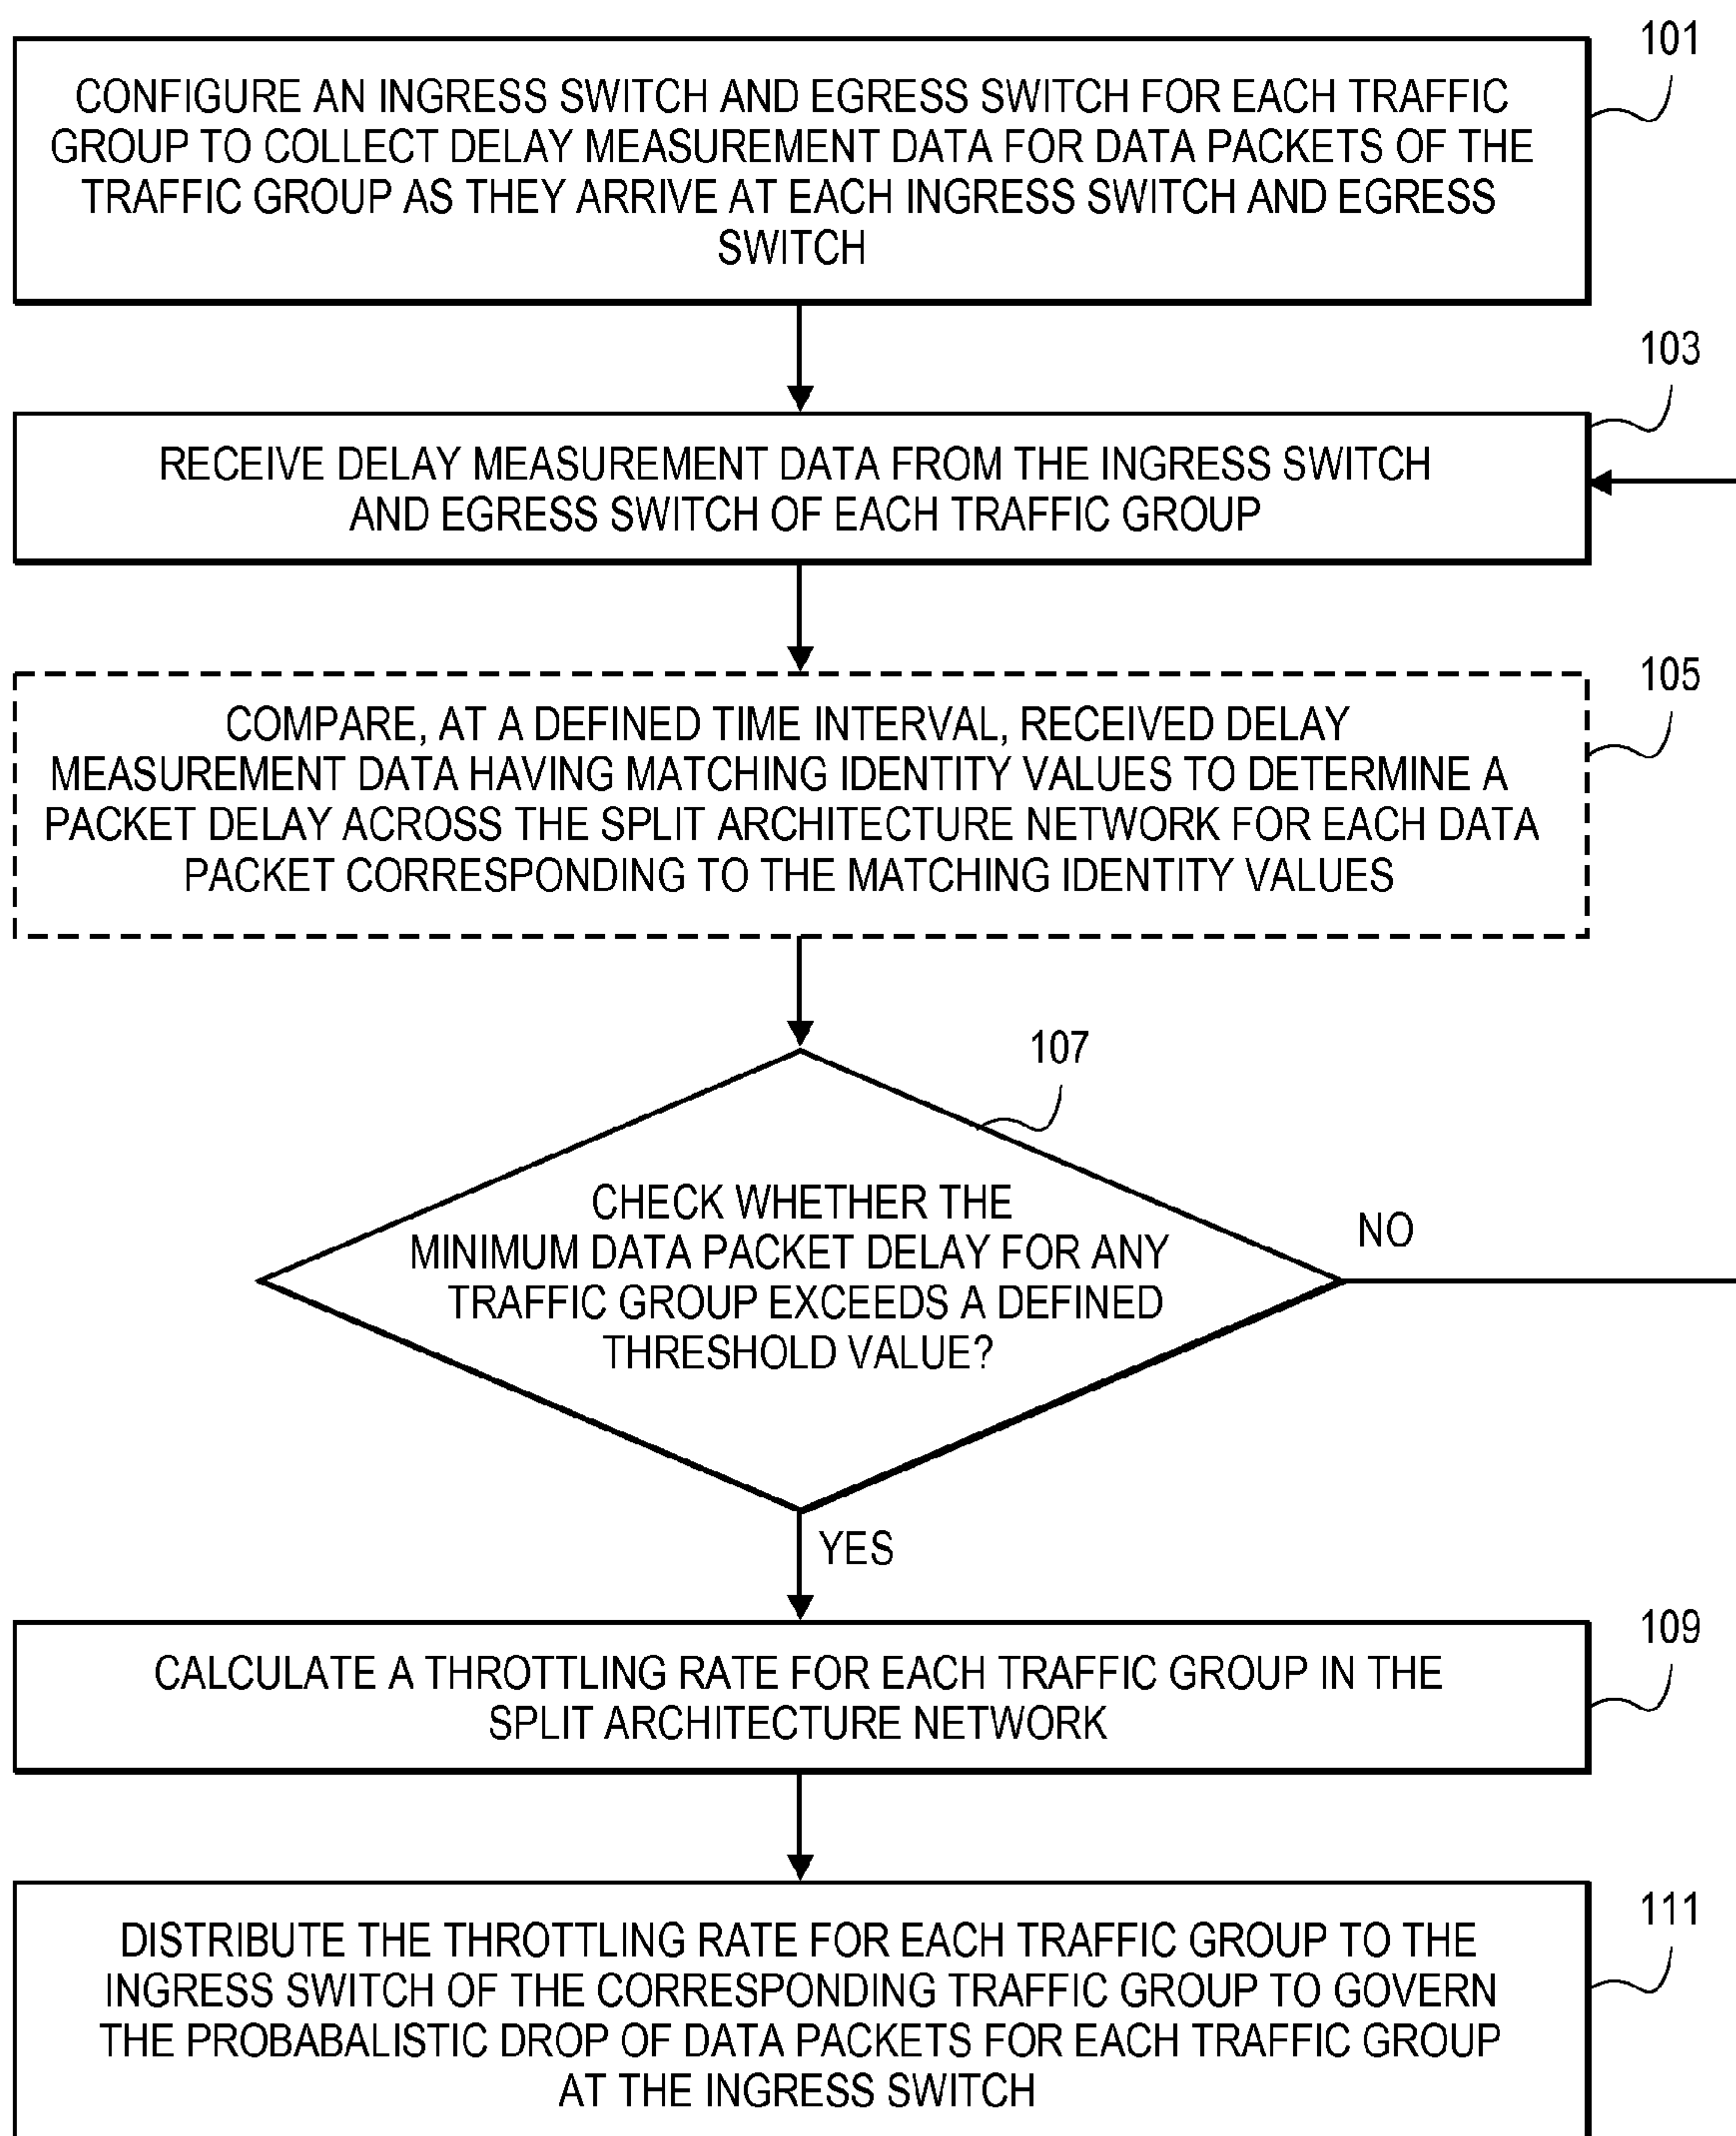 101
CONFIGURE AN INGRESS SWITCH AND EGRESS SWITCH FOR EACH TRAFFIC
GROUP TO COLLECT DELAY MEASUREMENT DATA FOR DATA PACKETS OF THE
TRAFFIC GROUP AS THEY ARRIVE AT EACH INGRESS SWITCH AND EGRESS
SWITCH
103
RECEIVE DELAY MEASUREMENT DATA FROM THE INGRESS SWITCH
AND EGRESS SWITCH OF EACH TRAFFIC GROUP
105
COMPARE, AT A DEFINED TIME INTERVAL, RECEIVED DELAY
MEASUREMENT DATA HAVING MATCHING IDENTITY VALUES TO DETERMINE A
PACKET DELAY ACROSS THE SPLIT ARCHITECTURE NETWORK FOR EACH DATA
PACKET CORRESPONDING TO THE MATCHING IDENTITY VALUES
107
CHECK WHETHER THE
MINIMUM DATA PACKET DELAY FOR ANY
TRAFFIC GROUP EXCEEDS A DEFINED
THRESHOLD VALUE?
NO
YES
109
CALCULATE A THROTTLING RATE FOR EACH TRAFFIC GROUP IN THE
SPLIT ARCHITECTURE NETWORK
111
DISTRIBUTE THE THROTTLING RATE FOR EACH TRAFFIC GROUP TO THE
INGRESS SWITCH OF THE CORRESPONDING TRAFFIC GROUP TO GOVERN
THE PROBABALISTIC DROP OF DATA PACKETS FOR EACH TRAFFIC GROUP
AT THE INGRESS SWITCH